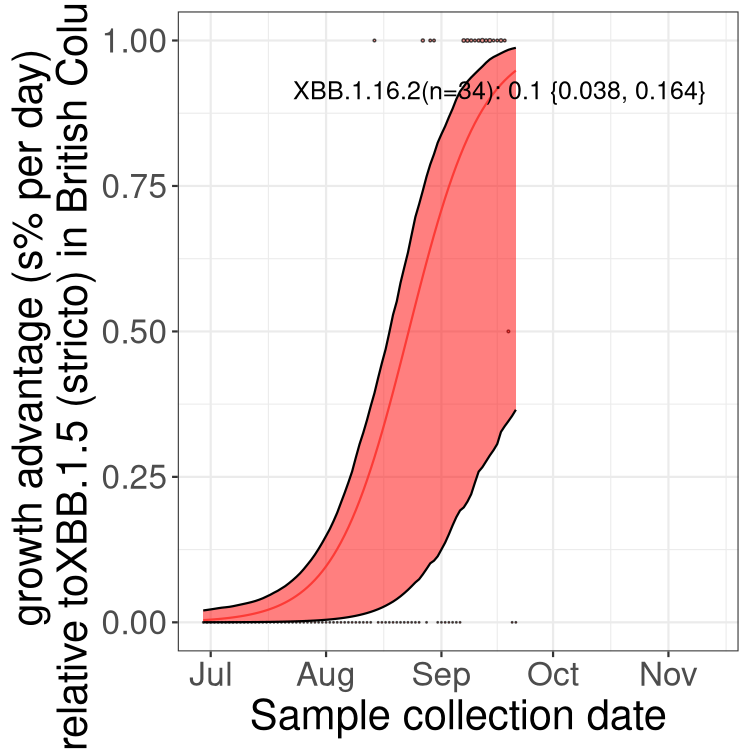 growth advantage (s% per day)
relative toXBB.1.5 (stricto) in British Colu
1.00
0.75
0.50
0.25
0.00
XBB.1.16.2(n=34): 0.1 {0.038, 0.164}
Jul Aug Sep Oct Nov
Sample collection date